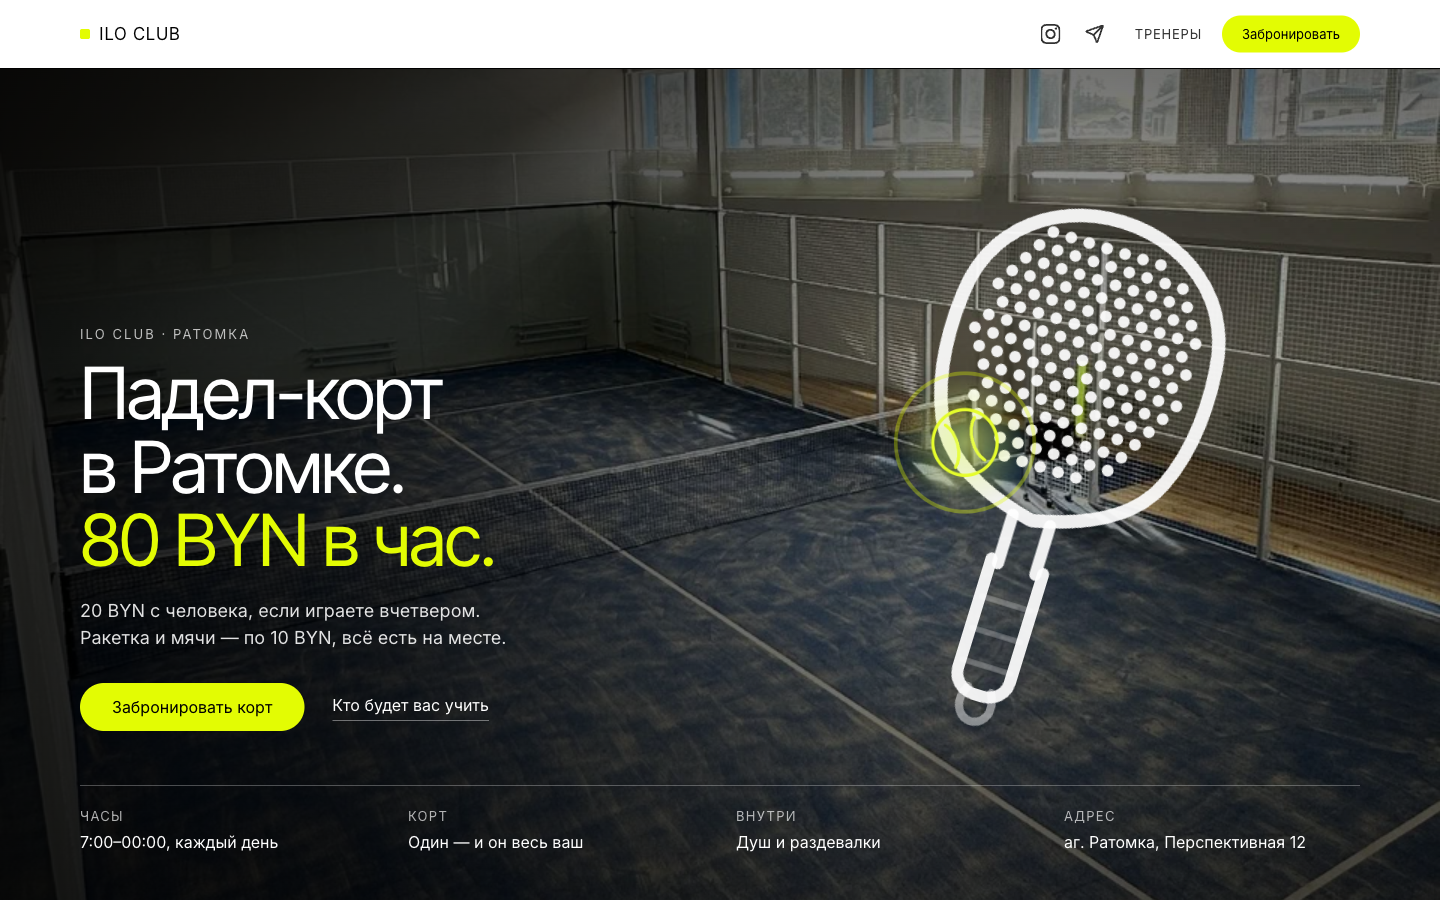 ILO CLUB
ТРЕНЕРЫ
Забронировать
ILO CLUB · РАТОМКА
Падел-корт
в Ратомке.
80 BYN в час.
20 BYN с человека, если играете вчетвером.
Ракетка и мячи — по 10 BYN, всё есть на месте.
Забронировать корт
Кто будет вас учить
ЧАСЫ
7:00–00:00, каждый день
КОРТ
Один — и он весь ваш
ВНУТРИ
Душ и раздевалки
АДРЕС
аг. Ратомка, Перспективная 12